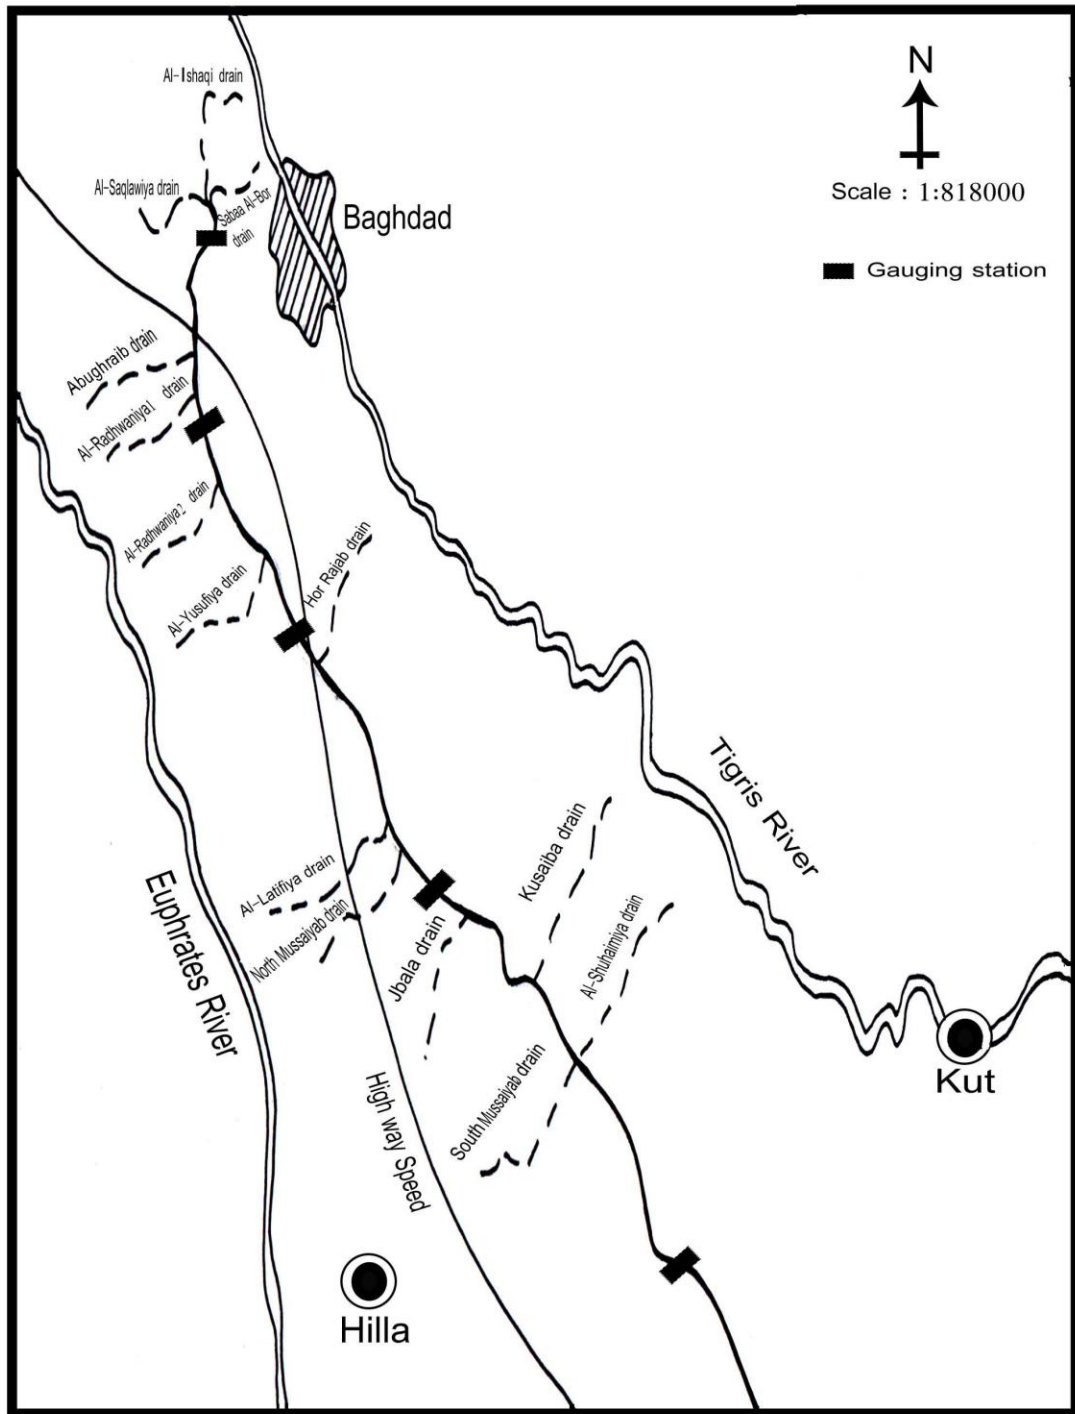 Al-Ishaqi drain
N
Al-Saqlawiya drain
Sabaa Al-Bor
drain
Scale : 1:818000
Baghdad
Gauging station
Abughraib drain
Al-Radhwaniya1 drain
Al-Radhwaniya2 drain
Hor Rajab drain
Al-Yusufiya drain
Tigris River
Kusaiba drain
Al-Latifiya drain
Euphrates River
North Mussaiyab drain
Jbala drain
Al-Shuhaimiya drain
South Mussaiyab drain
Kut
High way Speed
Hilla